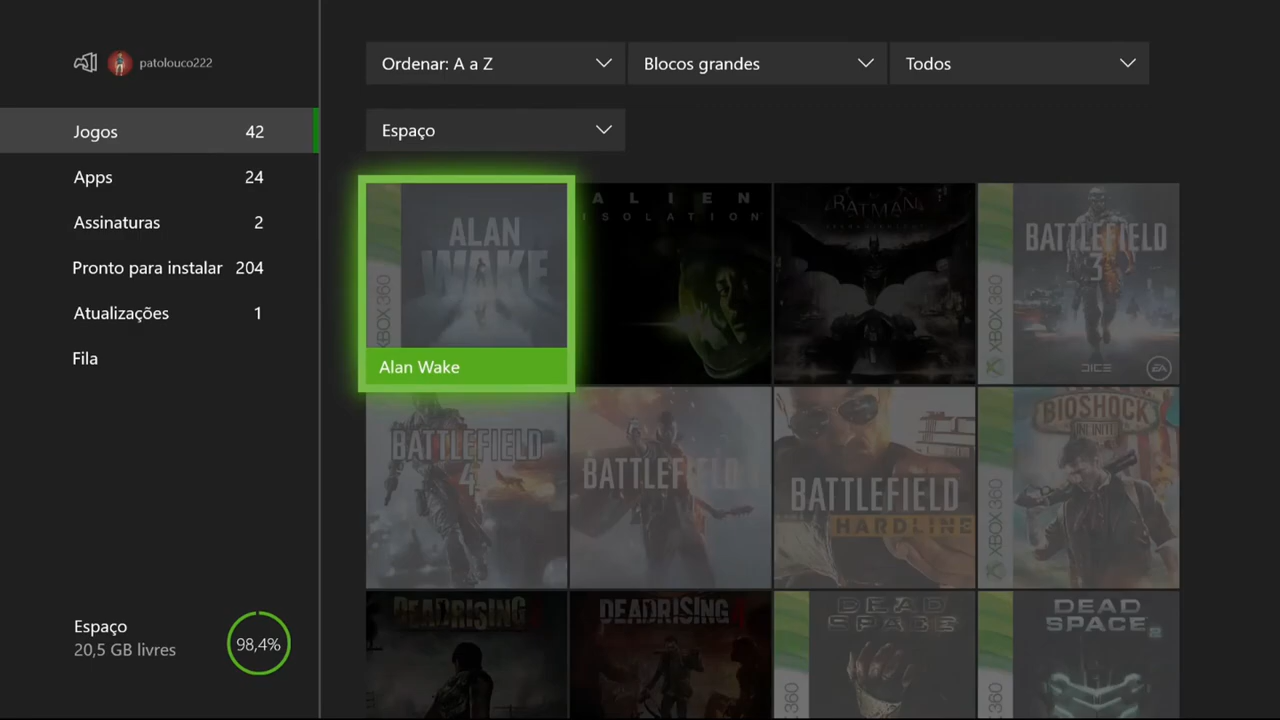 patolouco222
Jogos 42
Apps 24
Assinaturas 2
Pronto para instalar 204
Atualizações 1
Fila
Espaço
20,5 GB livres
98,4%
Ordenar: A a Z
Blocos grandes
Todos
Espaço
XBOX 360
ALAN
WAKE
Alan Wake
ALIEN
ISOLATION
BATMAN
XBOX 360
BATTLEFIELD
3
DICE
EA
BATTLEFIELD
4
BATTLEFIELD
BATTLEFIELD
HARDLINE
XBOX 360
BIOSHOCK
INFINITE
DEADRISING
DEADRISING
360
DEAD
SPACE
360
DEAD
SPACE 2